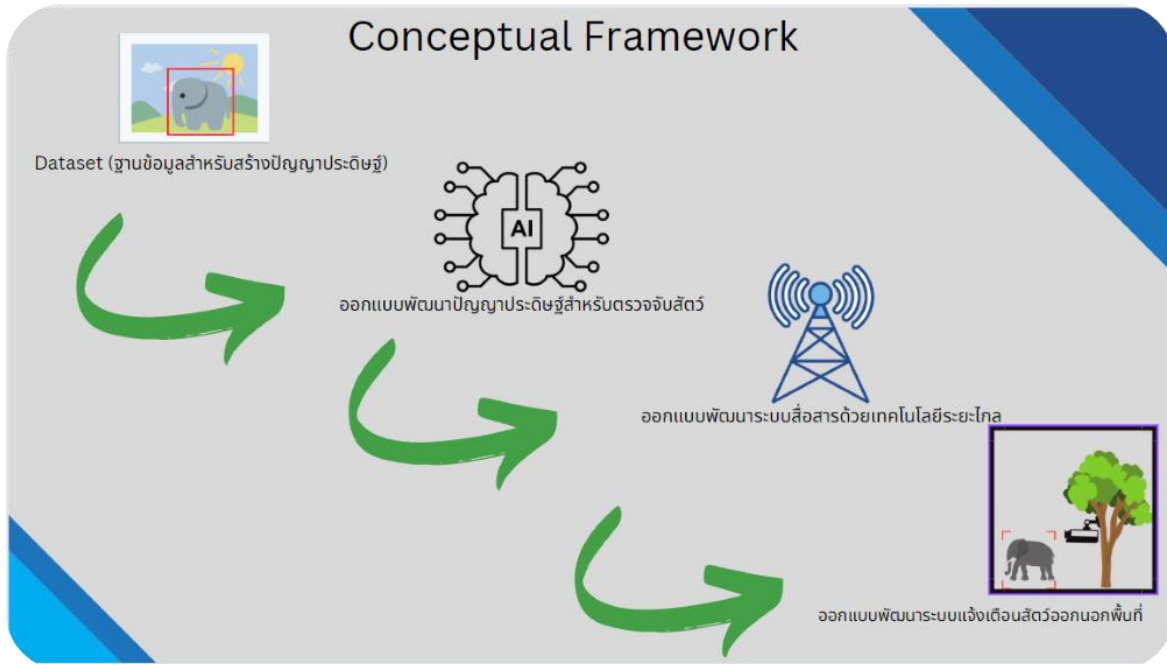 Conceptual Framework
Dataset (ฐานข้อมูลสำหรับสร้างปัญญาประดิษฐ์)
AI
ออกแบบพัฒนาปัญญาประดิษฐ์สำหรับตรวจจับสัตว์
ออกแบบพัฒนาระบบสื่อสารด้วยเทคโนโลยีระยะไกล
ออกแบบพัฒนาระบบแจ้งเตือนสัตว์ออกนอกพื้นที่